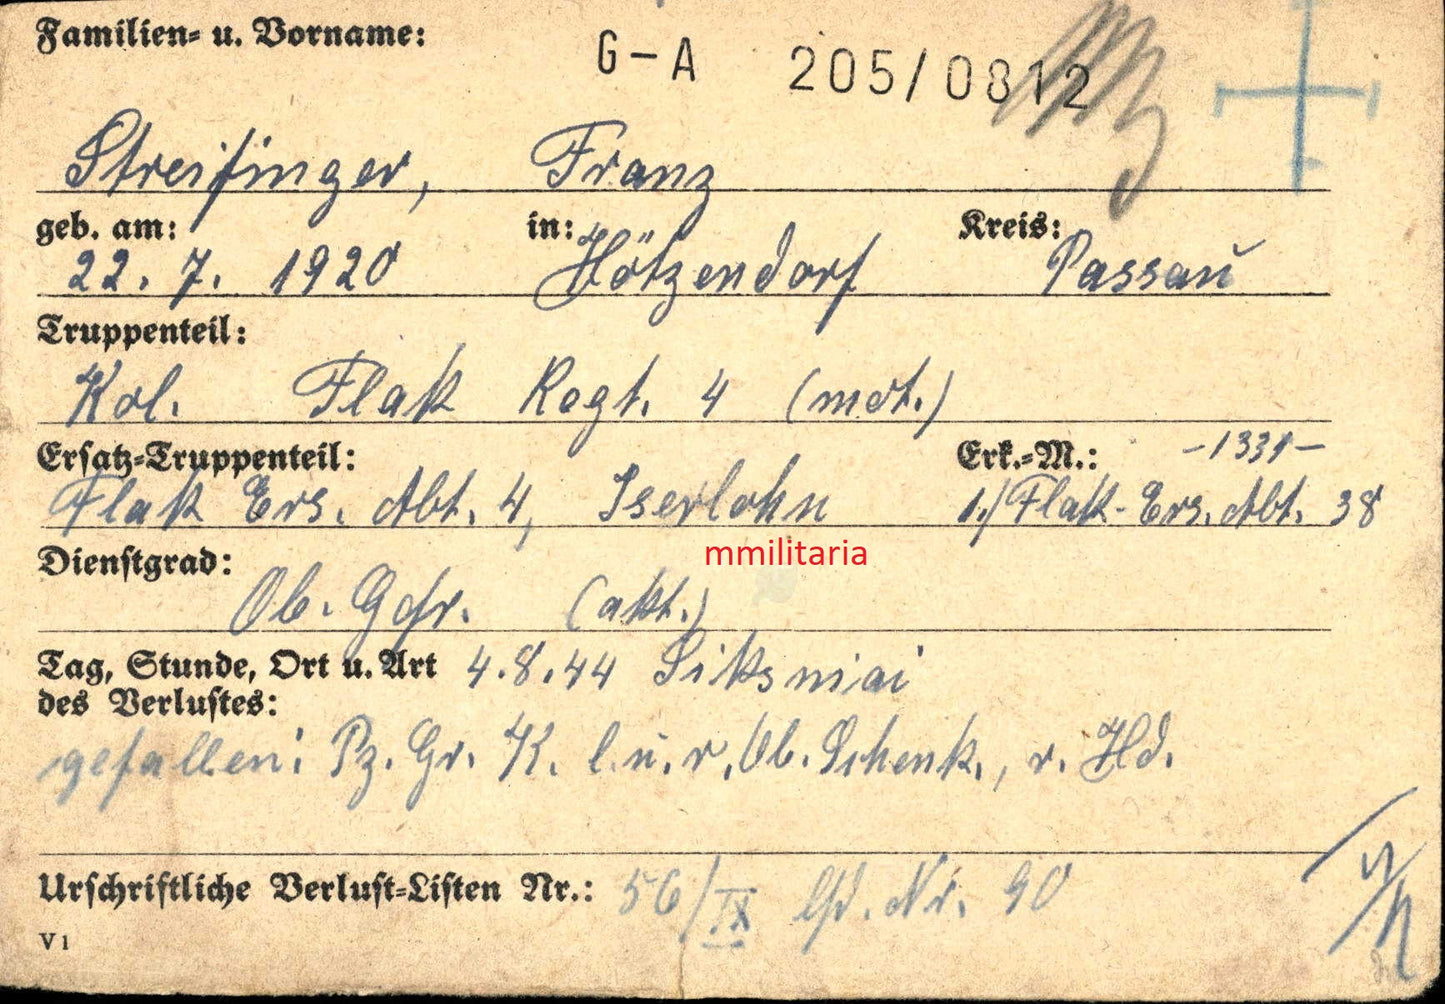 Familien= u. Vorname:
G-A 205/0812
Streifinger, Franz
geb. am: in: Kreis:
22. 7. 1920 Hötzendorf Passau
Truppenteil:
Kol. Flak Regt. 4 (mot.)
Ersatz=Truppenteil: Erk.=M.: -1331-
Flak Ers. Abt. 4, Iserlohn 1./Flak-Ers. Abt. 38
Dienstgrad:
mmilitaria
Ob. Gefr. (akt.)
Tag, Stunde, Ort u. Art 4.8.44 Siksniai
des Verlustes:
gefallen: Pz. Gr. K. l. u. r. Ob. Schenk., r. Hd.
Urschriftliche Verlust=Listen Nr.: 56/IX lfd. Nr. 90
V 1